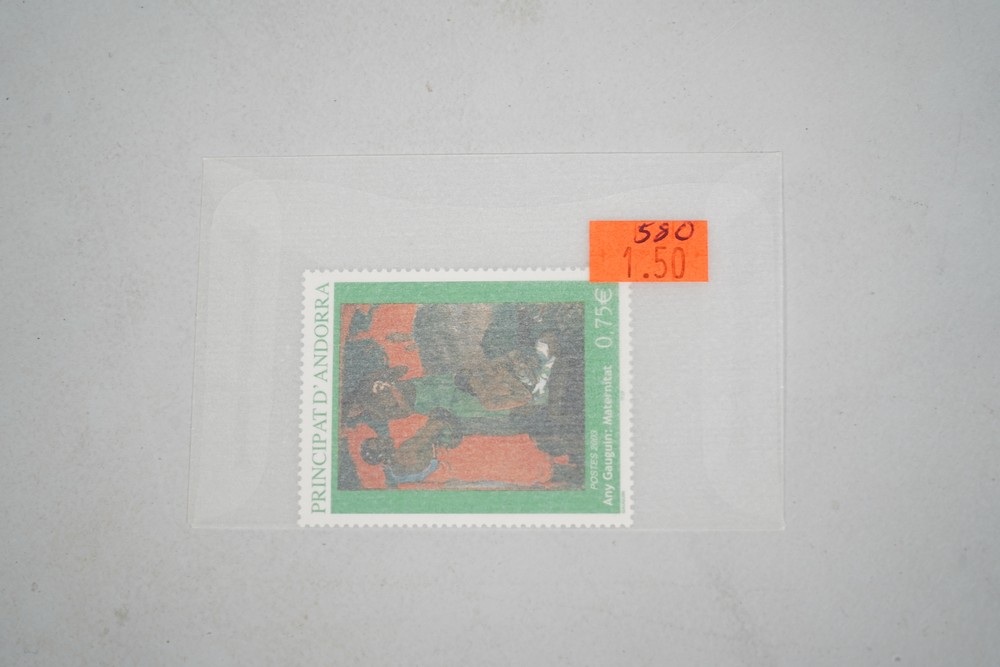 580
1.50
PRINCIPAT D'ANDORRA
0,75€
POSTES 2003
Any Gauguin: Maternitat